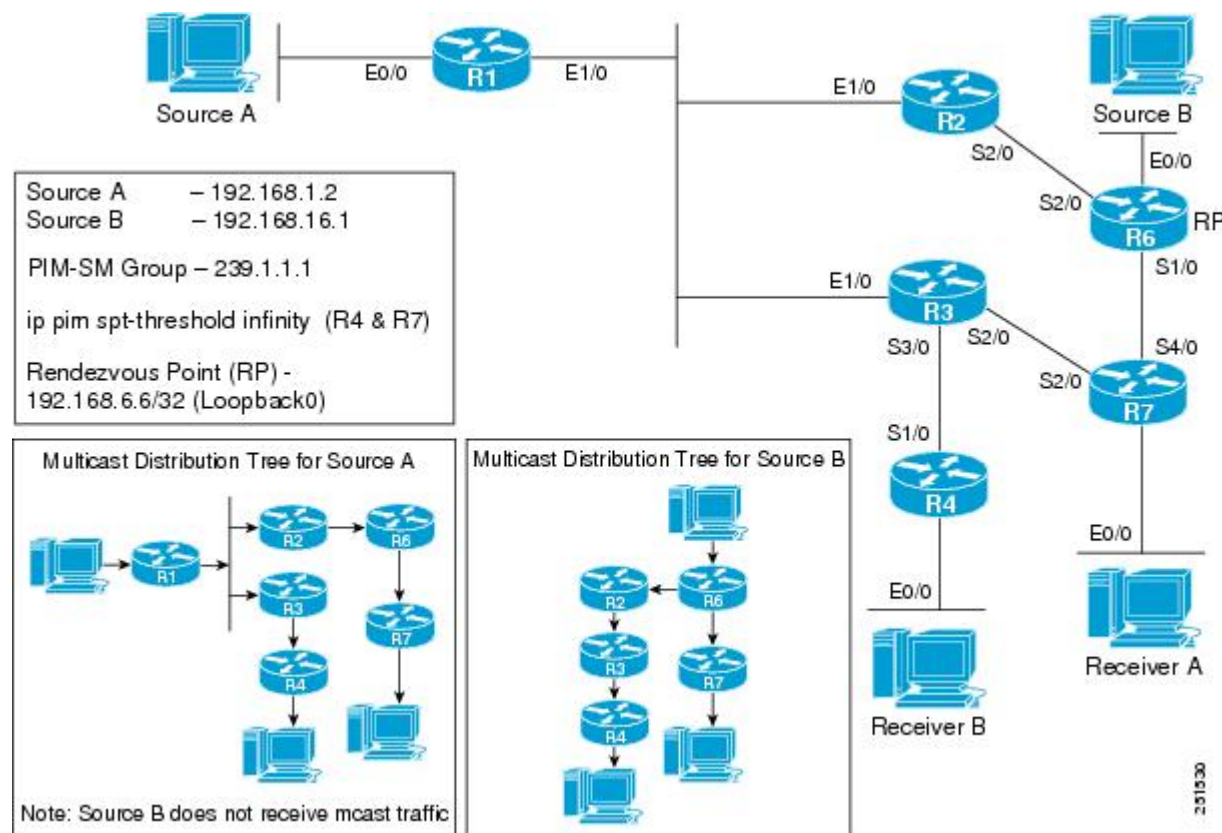 Source A
E0/0
R1
E1/0
E1/0
R2
S2/0
Source B
E0/0
S2/0
R6
RP
S1/0
Source A – 192.168.1.2
Source B – 192.168.16.1
PIM-SM Group – 239.1.1.1
ip pim spt-threshold infinity (R4 & R7)
Rendezvous Point (RP) -
192.168.6.6/32 (Loopback0)
E1/0
R3
S3/0
S2/0
S4/0
S2/0
R7
S1/0
R4
E0/0
E0/0
Receiver B
Receiver A
Multicast Distribution Tree for Source A
R1
R2
R6
R3
R7
R4
Note: Source B does not receive mcast traffic
Multicast Distribution Tree for Source B
R2
R6
R3
R7
R4
251530